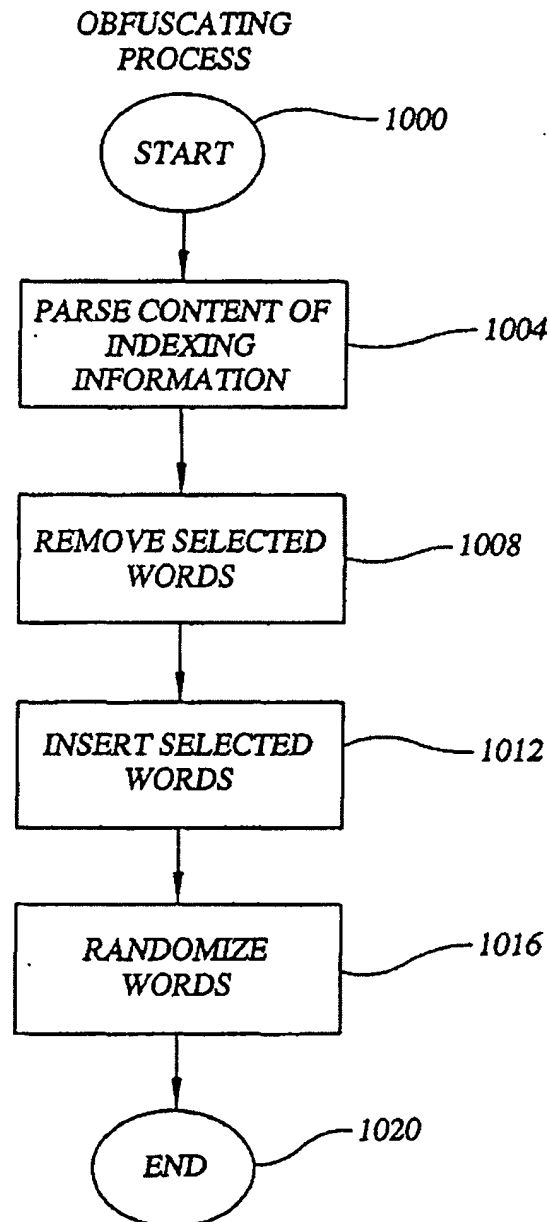 OBFUSCATING
PROCESS
1000
START
PARSE CONTENT OF
INDEXING
INFORMATION
1004
REMOVE SELECTED
WORDS
1008
INSERT SELECTED
WORDS
1012
RANDOMIZE
WORDS
1016
1020
END